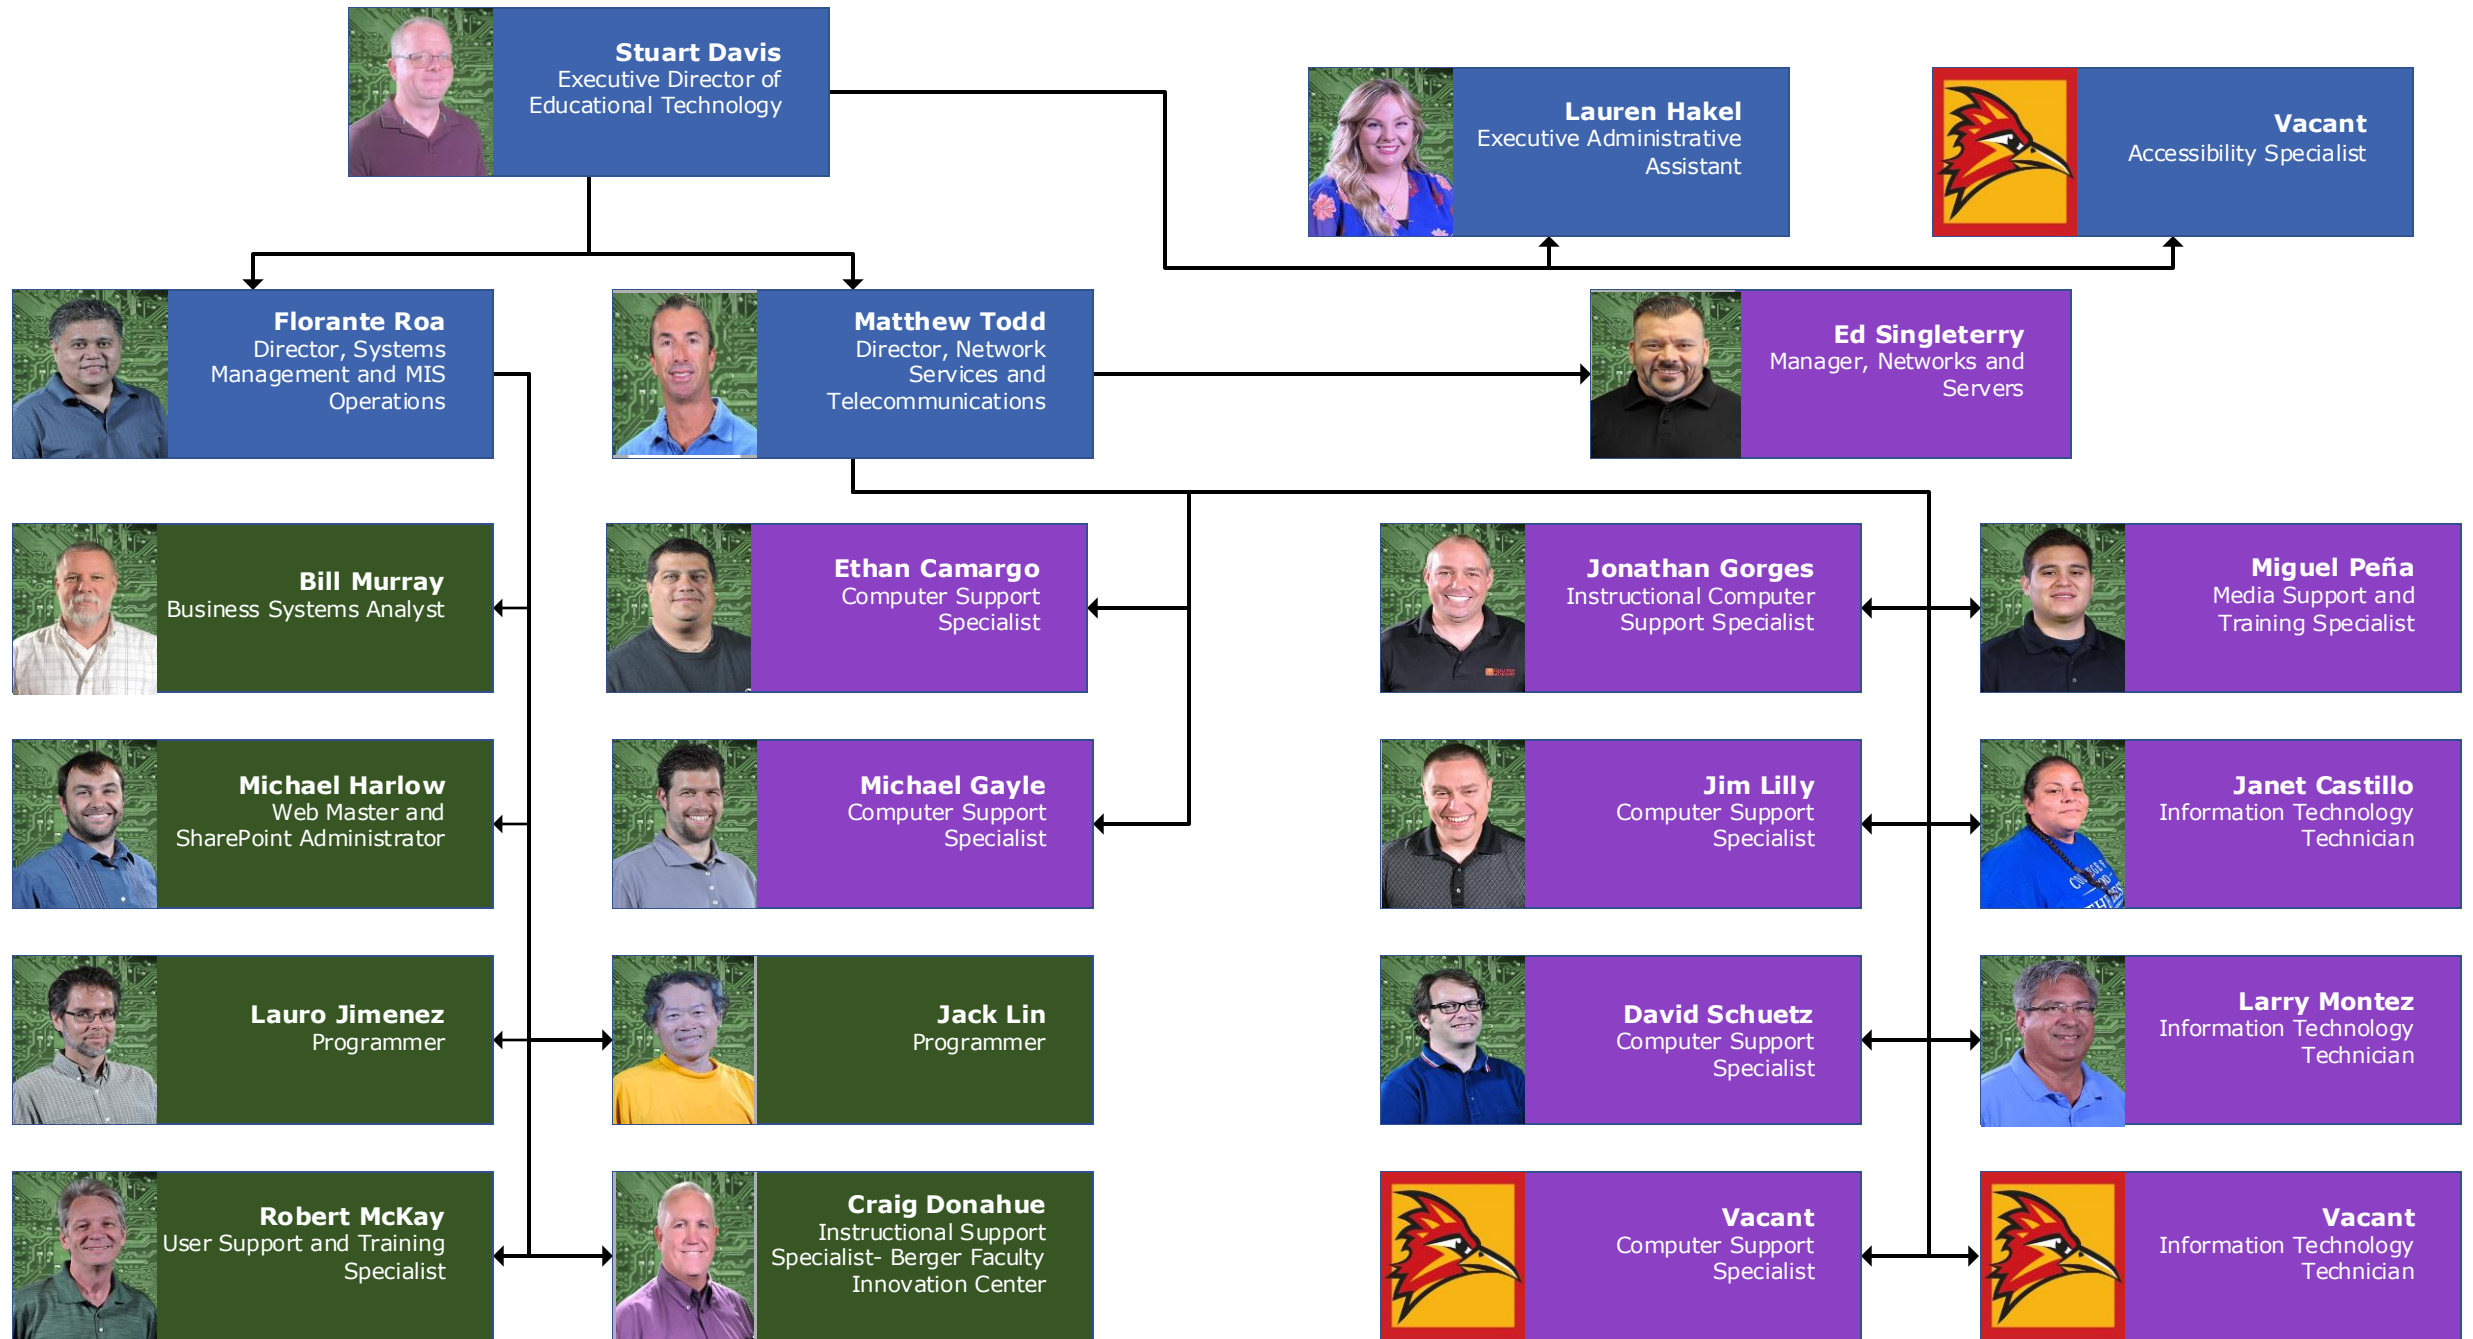 Stuart Davis
Executive Director of
Educational Technology
Lauren Hakel
Executive Administrative
Assistant
Vacant
Accessibility Specialist
Florante Roa
Director, Systems
Management and MIS
Operations
Matthew Todd
Director, Network
Services and
Telecommunications
Ed Singleterry
Manager, Networks and
Servers
Bill Murray
Business Systems Analyst
Ethan Camargo
Computer Support
Specialist
Jonathan Gorges
Instructional Computer
Support Specialist
Miguel Peña
Media Support and
Training Specialist
Michael Harlow
Web Master and
SharePoint Administrator
Michael Gayle
Computer Support
Specialist
Jim Lilly
Computer Support
Specialist
Janet Castillo
Information Technology
Technician
Lauro Jimenez
Programmer
Jack Lin
Programmer
David Schuetz
Computer Support
Specialist
Larry Montez
Information Technology
Technician
Robert McKay
User Support and Training
Specialist
Craig Donahue
Instructional Support
Specialist- Berger Faculty
Innovation Center
Vacant
Computer Support
Specialist
Vacant
Information Technology
Technician